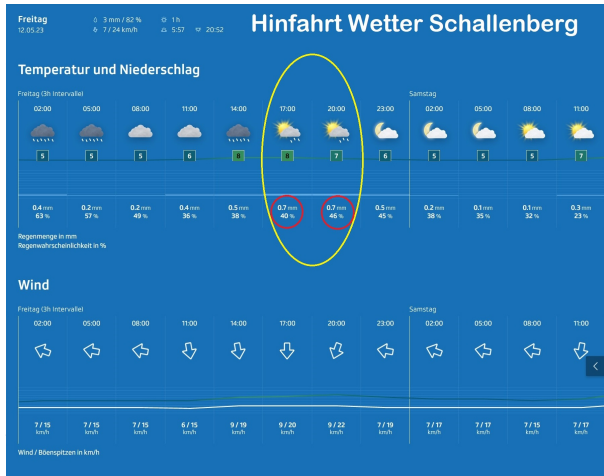 Freitag
12.05.23
3 mm / 82 %
7 / 24 km/h
1 h
5:57 20:52
Hinfahrt Wetter Schallenberg
Temperatur und Niederschlag
Freitag (3h Intervalle) Samstag
02:00 05:00 08:00 11:00 14:00 17:00 20:00 23:00 02:00 05:00 08:00 11:00
5 5 5 6 8 8 7 6 5 5 5 7
0.4 mm 0.2 mm 0.2 mm 0.4 mm 0.5 mm 0.7 mm 0.7 mm 0.5 mm 0.2 mm 0.1 mm 0.1 mm 0.3 mm
63 % 57 % 49 % 36 % 38 % 40 % 46 % 45 % 38 % 35 % 32 % 23 %
Regenmenge in mm
Regenwahrscheinlichkeit in %
Wind
Freitag (3h Intervalle) Samstag
02:00 05:00 08:00 11:00 14:00 17:00 20:00 23:00 02:00 05:00 08:00 11:00
7 / 15 7 / 15 7 / 15 6 / 15 9 / 19 9 / 20 9 / 22 7 / 19 7 / 17 7 / 17 7 / 15 7 / 17
km/h km/h km/h km/h km/h km/h km/h km/h km/h km/h km/h km/h
Wind / Böenspitzen in km/h